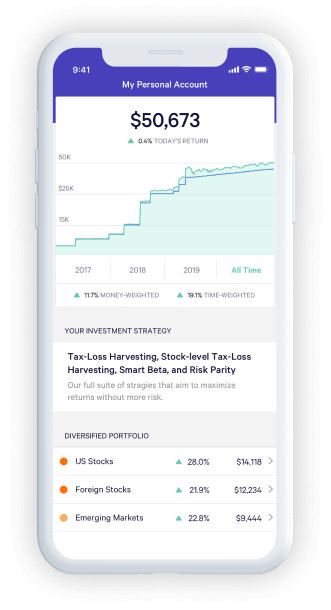 9:41
My Personal Account
$50,673
0.4% TODAY'S RETURN
50K
$25K
15K
2017 2018 2019 All Time
11.7% MONEY-WEIGHTED 19.1% TIME-WEIGHTED
YOUR INVESTMENT STRATEGY
Tax-Loss Harvesting, Stock-level Tax-Loss
Harvesting, Smart Beta, and Risk Parity
Our full suite of stragies that aim to maximize
returns without more risk.
DIVERSIFIED PORTFOLIO
US Stocks 28.0% $14,118
Foreign Stocks 21.9% $12,234
Emerging Markets 22.8% $9,444